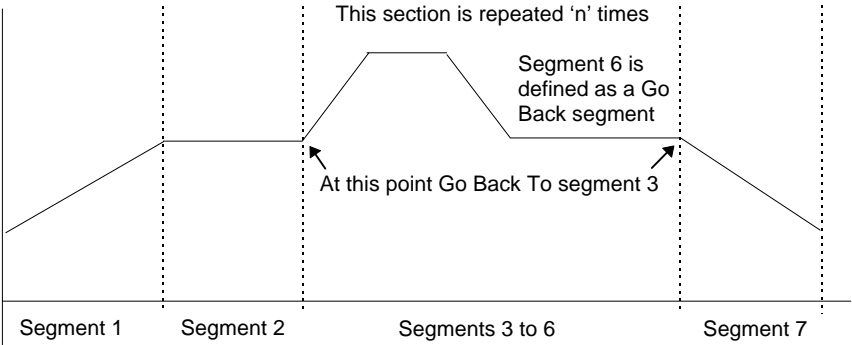 This section is repeated ‘n’ times
Segment 6 is
defined as a Go
Back segment
At this point Go Back To segment 3
Segment 1
Segment 2
Segments 3 to 6
Segment 7